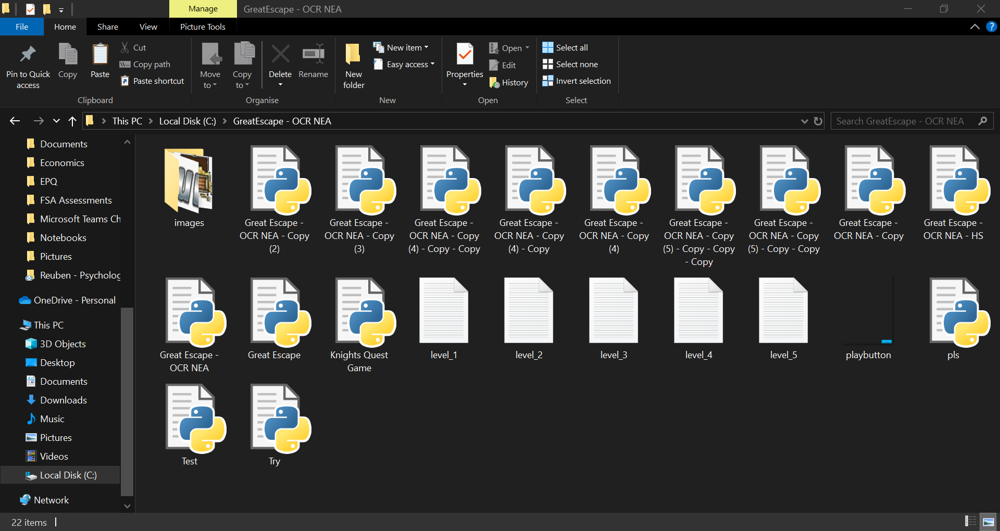 Manage
GreatEscape - OCR NEA
File
Home
Share
View
Picture Tools
Pin to Quick
access
Copy
Paste
Cut
Copy path
Paste shortcut
Clipboard
Move
to
Copy
to
Delete
Rename
Organise
New
folder
New item
Easy access
New
Properties
Open
Edit
History
Open
Select all
Select none
Invert selection
Select
This PC
Local Disk (C:)
GreatEscape - OCR NEA
Search GreatEscape - OCR NEA
Documents
Economics
EPQ
FSA Assessments
Microsoft Teams Ch
Notebooks
Pictures
Reuben - Psycholog
OneDrive - Personal
This PC
3D Objects
Desktop
Documents
Downloads
Music
Pictures
Videos
Local Disk (C:)
Network
images
Great Escape -
OCR NEA - Copy
(2)
Great Escape -
OCR NEA - Copy
(3)
Great Escape -
OCR NEA - Copy
(4) - Copy - Copy
Great Escape -
OCR NEA - Copy
(4) - Copy
Great Escape -
OCR NEA - Copy
(4)
Great Escape -
OCR NEA - Copy
(5) - Copy - Copy
- Copy
Great Escape -
OCR NEA - Copy
(5) - Copy - Copy
Great Escape -
OCR NEA - Copy
Great Escape -
OCR NEA - HS
Great Escape -
OCR NEA
Great Escape
Knights Quest
Game
level_1
level_2
level_3
level_4
level_5
playbutton
pls
Test
Try
22 items